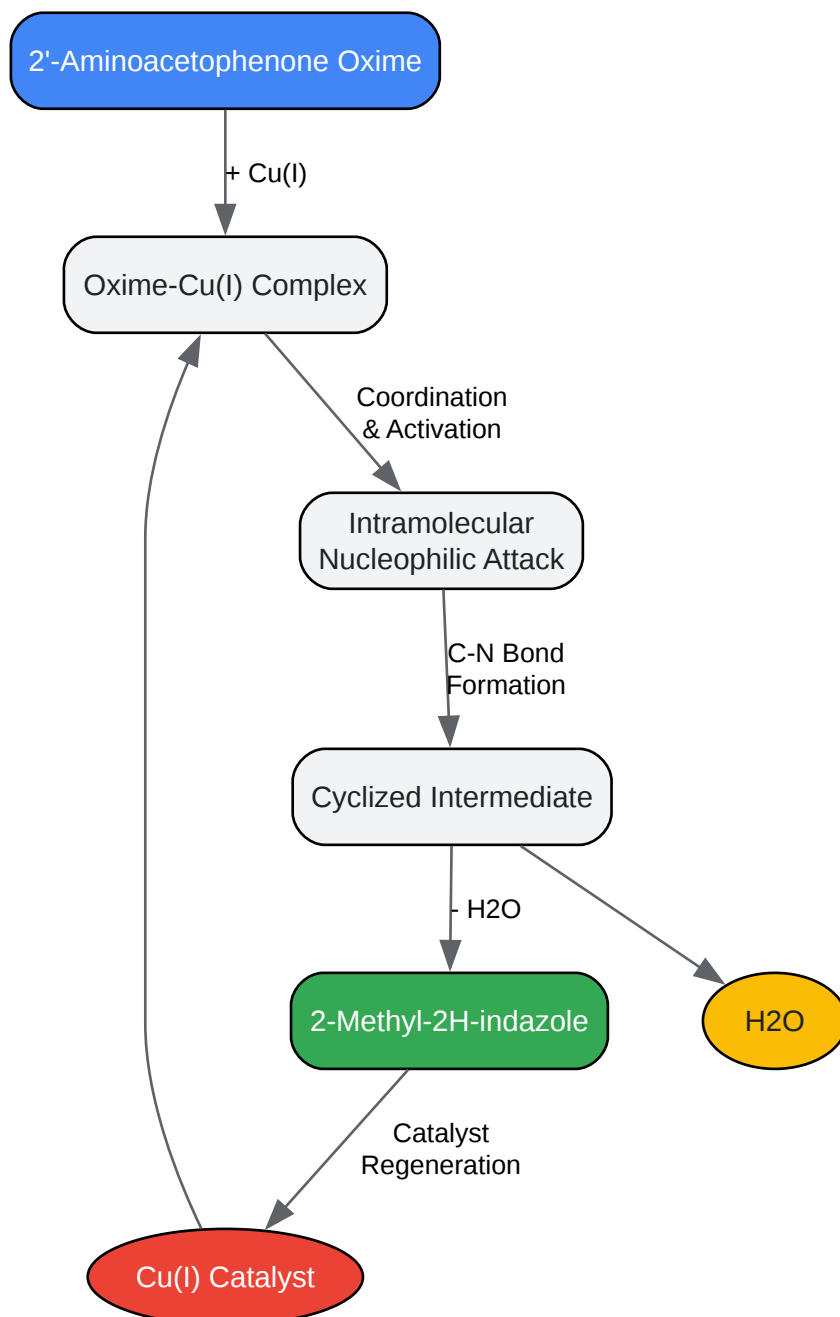 2'-Aminoacetophenone Oxime
+ Cu(I)
Oxime-Cu(I) Complex
Coordination
& Activation
Intramolecular
Nucleophilic Attack
C-N Bond
Formation
Cyclized Intermediate
- H2O
2-Methyl-2H-indazole
H2O
Catalyst
Regeneration
Cu(I) Catalyst